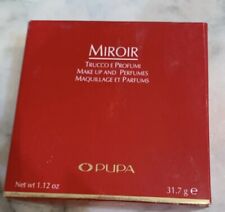 MIROIR
TRUCCO E PROFUMI
MAKE UP AND PERFUMES
MAQUILLAGE ET PARFUMS
PUPA
Net wt 1.12 oz 31.7 g e